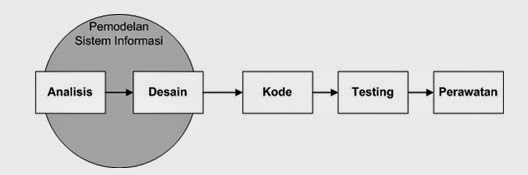 Pemodelan
Sistem Informasi
Analisis
Desain
Kode
Testing
Perawatan